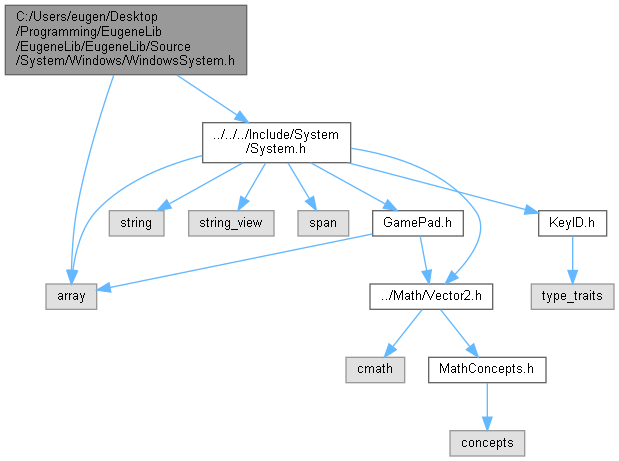 C:/Users/eugen/Desktop
/Programming/EugeneLib
/EugeneLib/EugeneLib/Source
/System/Windows/WindowsSystem.h
../../../Include/System
/System.h
string
string_view
span
GamePad.h
KeyID.h
array
../Math/Vector2.h
type_traits
cmath
MathConcepts.h
concepts